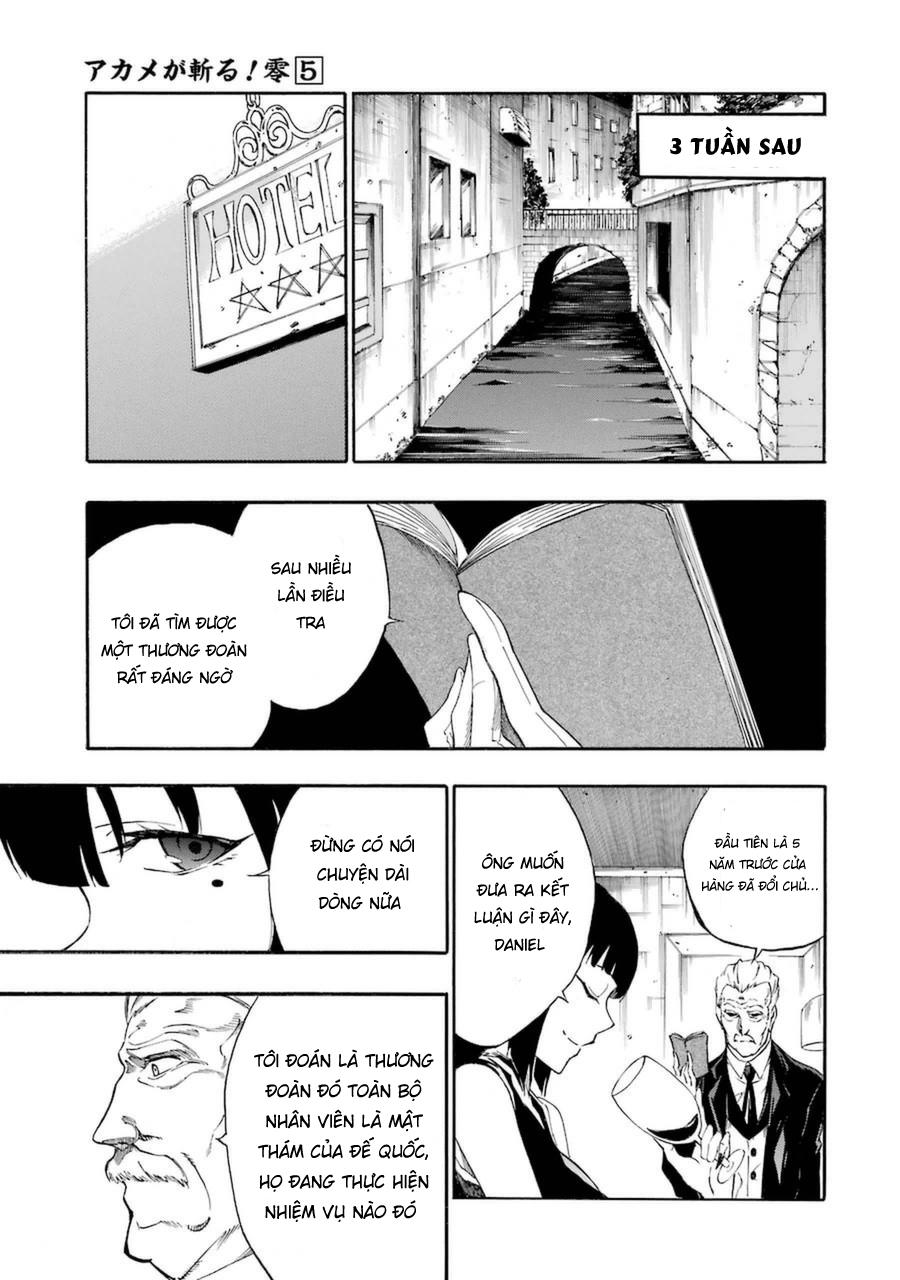 アカメが斬る!零5
3 TUẦN SAU
HOTEL
SAU NHIỀU
LẦN ĐIỀU
TRA
TÔI ĐÃ TÌM ĐƯỢC
MỘT THƯƠNG ĐOÀN
RẤT ĐÁNG NGỜ
ĐẦU TIÊN LÀ 5
NĂM TRƯỚC CỬA
HÀNG ĐÃ ĐỔI CHỦ...
ÔNG MUỐN
ĐƯA RA KẾT
LUẬN GÌ ĐÂY,
DANIEL
ĐỪNG CÓ NÓI
CHUYỆN DÀI
DÒNG NỮA
TÔI ĐOÁN LÀ THƯƠNG
ĐOÀN ĐÓ TOÀN BỘ
NHÂN VIÊN LÀ MẬT
THÁM CỦA ĐẾ QUỐC,
HỌ ĐANG THỰC HIỆN
NHIỆM VỤ NÀO ĐÓ